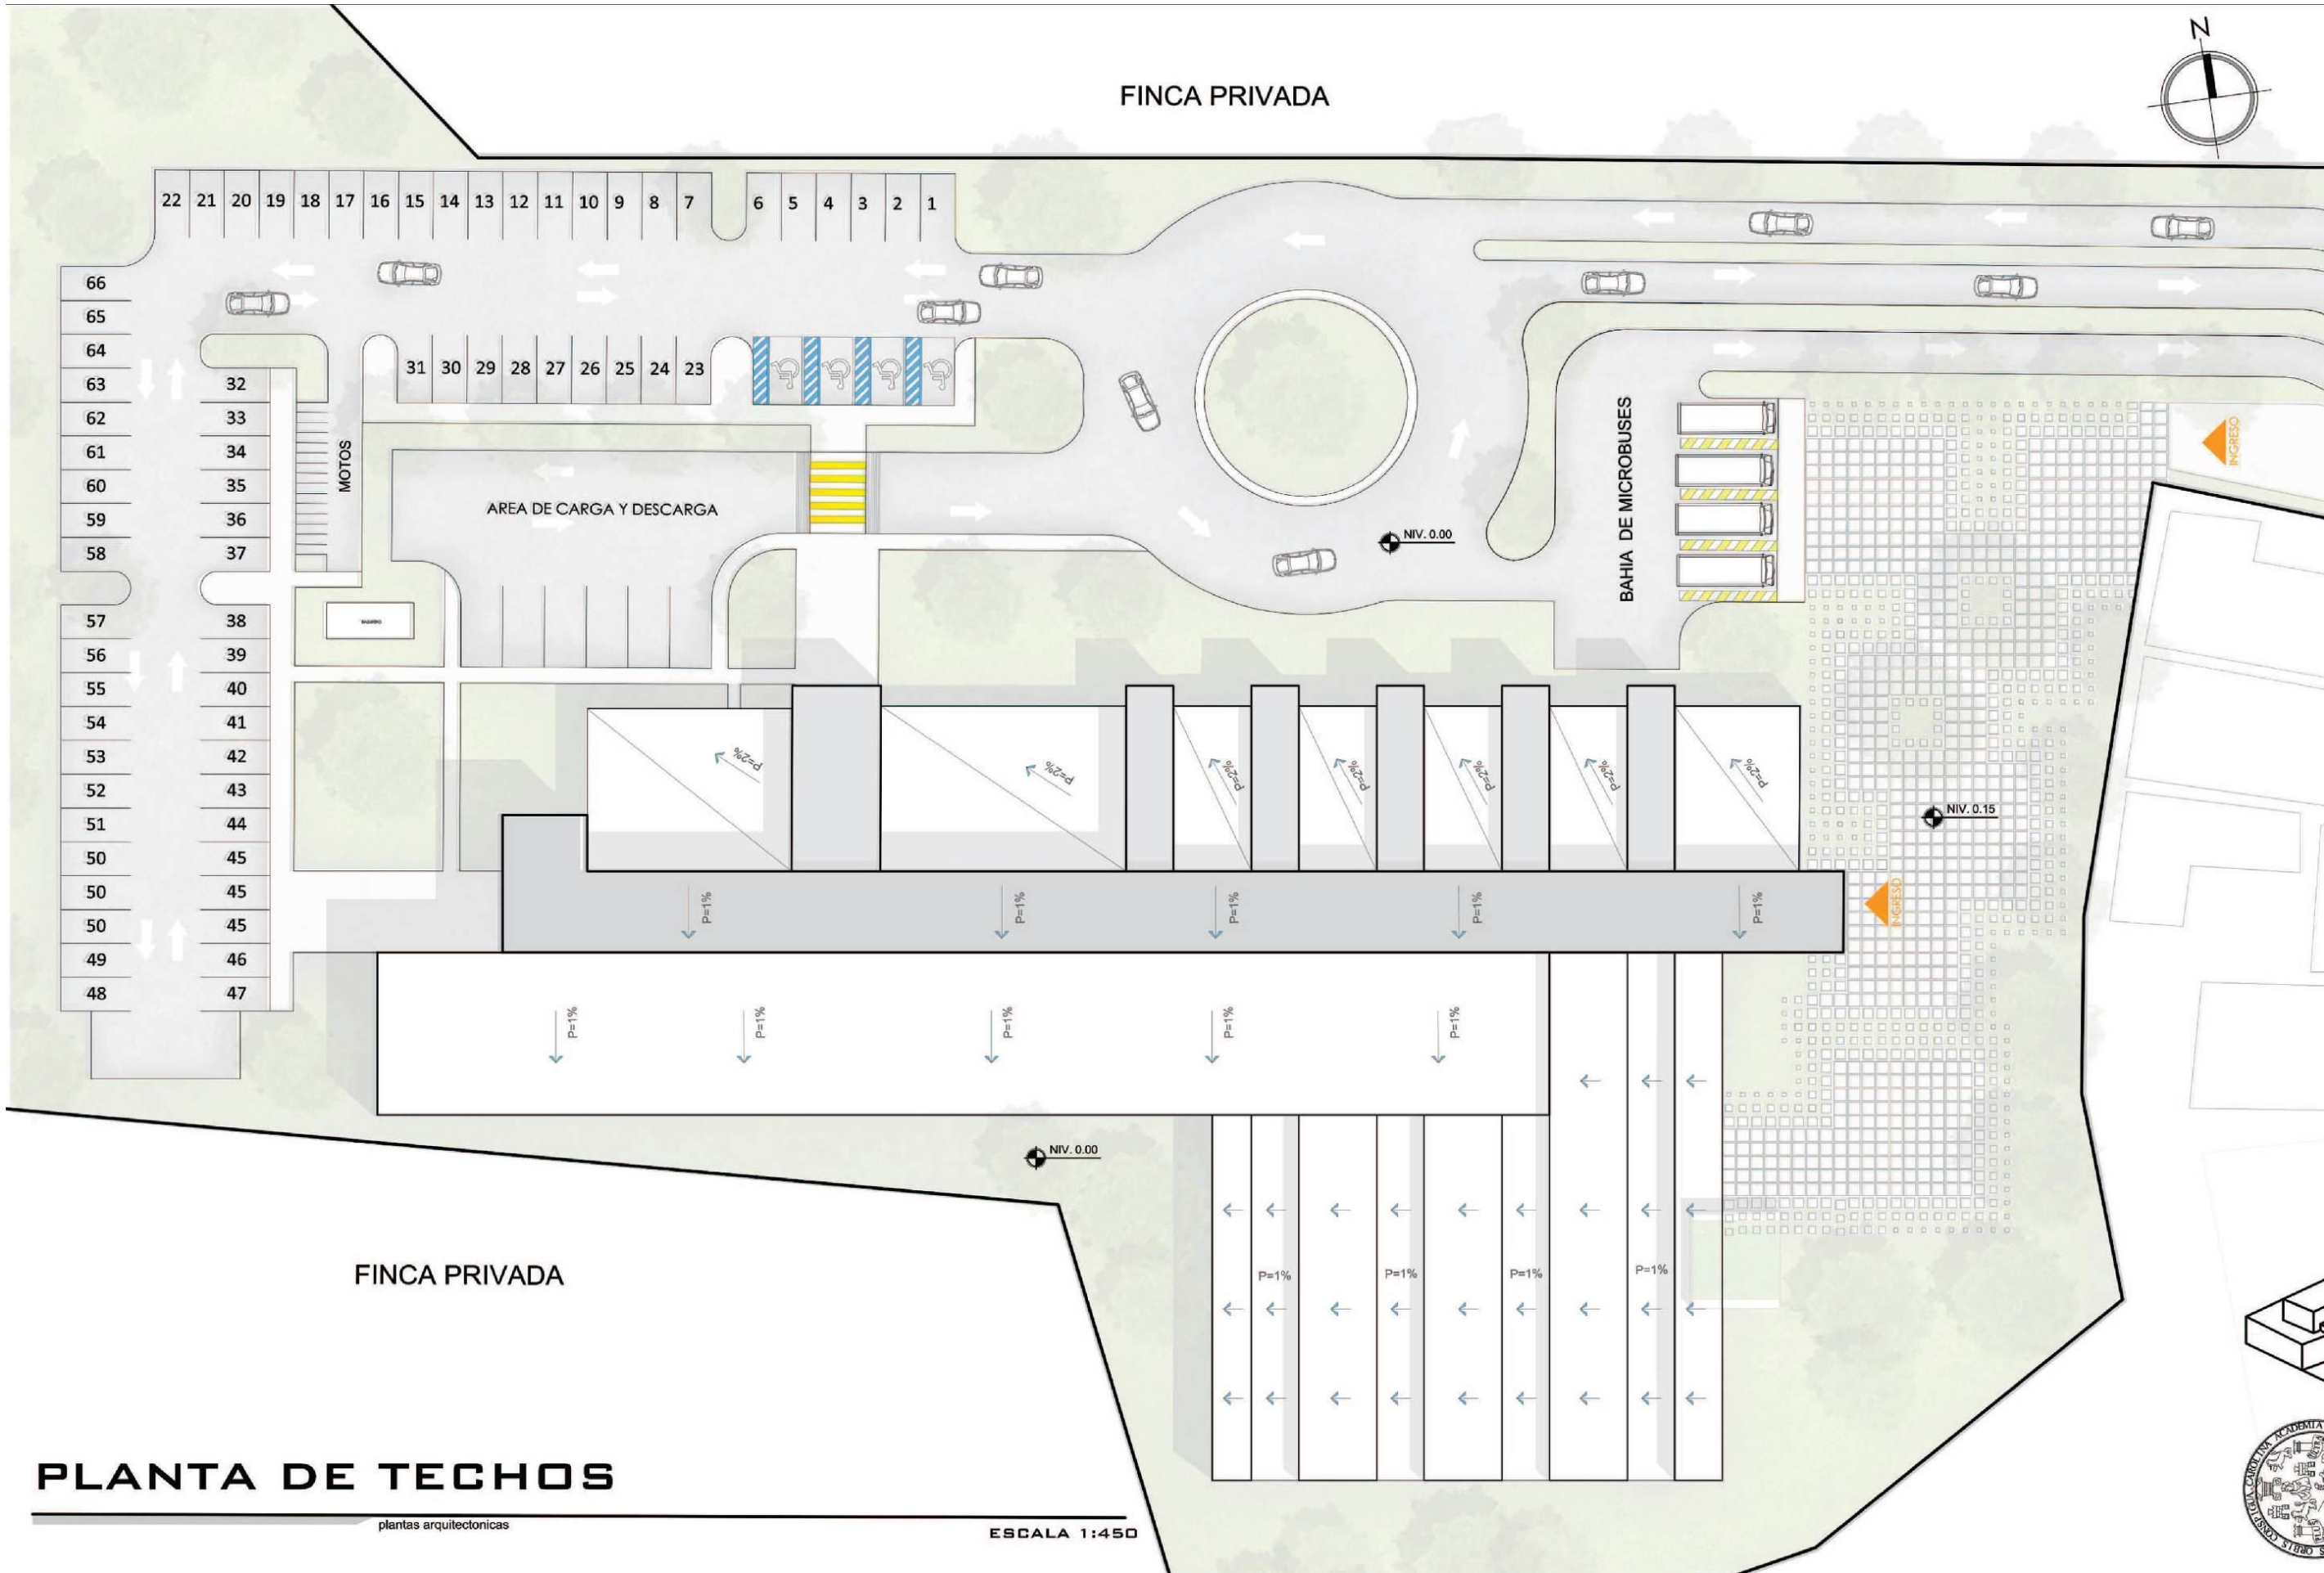 N
FINCA PRIVADA
22 21 20 19 18 17 16 15 14 13 12 11 10 9 8 7 6 5 4 3 2 1
66
65
64
63
62
61
60
59
58
57
56
55
54
53
52
51
50
50
50
49
48
31 30 29 28 27 26 25 24 23
32
33
34
35
36
37
38
39
40
41
42
43
44
45
45
45
46
47
MOTOS
AREA DE CARGA Y DESCARGA
NIV. 0.00
BAHIA DE MICROBUSES
INGRESO
P=2%
P=2%
P=2%
P=2%
P=2%
P=2%
P=2%
NIV. 0.15
INGRESO
P=1%
P=1%
P=1%
P=1%
P=1%
P=1%
P=1%
P=1%
P=1%
P=1%
NIV. 0.00
FINCA PRIVADA
P=1%
P=1%
P=1%
P=1%
PLANTA DE TECHOS
plantas arquitectonicas
ESCALA 1:450
CAROLINA ACADEMIA
CONSPICUA
ORBIS